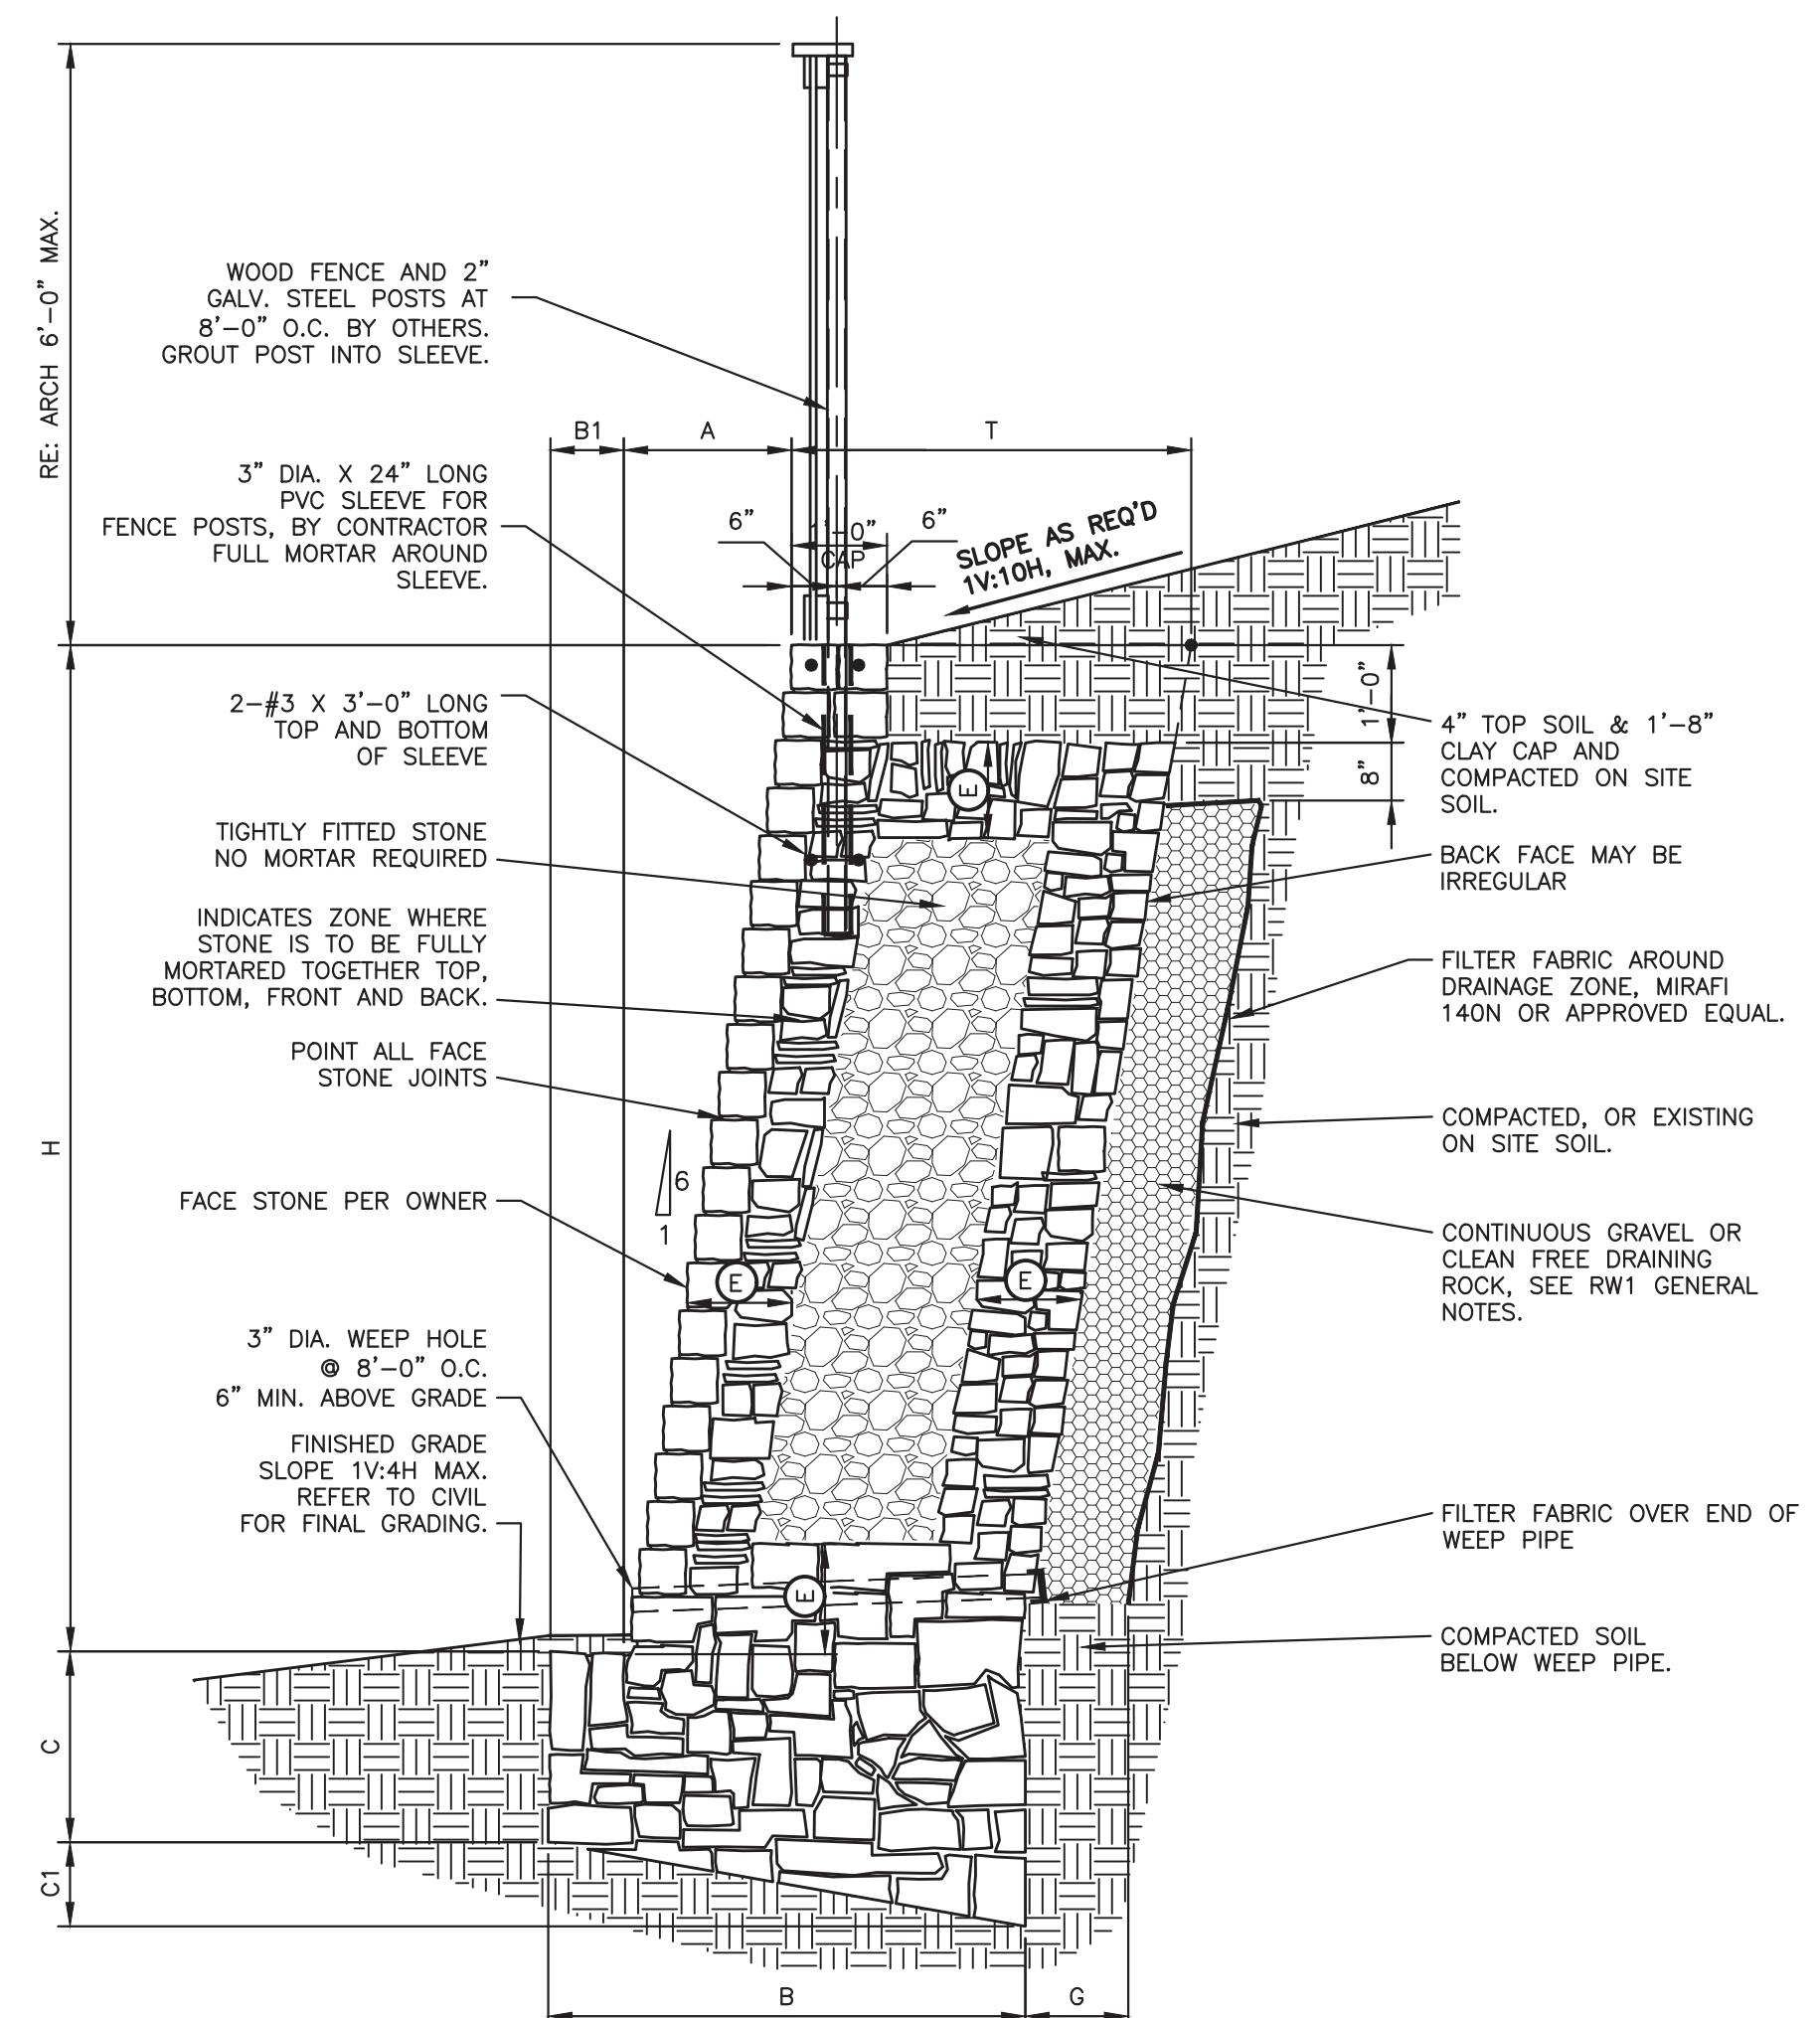 RE: ARCH 6'-0" MAX.
WOOD FENCE AND 2"
GALV. STEEL POSTS AT
8'-0" O.C. BY OTHERS.
GROUT POST INTO SLEEVE.
B1
A
T
3" DIA. X 24" LONG
PVC SLEEVE FOR
FENCE POSTS, BY CONTRACTOR
FULL MORTAR AROUND
SLEEVE.
6"
1'-0"
CAP
6"
SLOPE AS REQ'D
1V:10H, MAX.
2-#3 X 3'-0" LONG
TOP AND BOTTOM
OF SLEEVE
1'-0"
8"
4" TOP SOIL & 1'-8"
CLAY CAP AND
COMPACTED ON SITE
SOIL.
E
TIGHTLY FITTED STONE
NO MORTAR REQUIRED
BACK FACE MAY BE
IRREGULAR
INDICATES ZONE WHERE
STONE IS TO BE FULLY
MORTARED TOGETHER TOP,
BOTTOM, FRONT AND BACK.
FILTER FABRIC AROUND
DRAINAGE ZONE, MIRAFI
140N OR APPROVED EQUAL.
POINT ALL FACE
STONE JOINTS
COMPACTED, OR EXISTING
ON SITE SOIL.
H
6
1
FACE STONE PER OWNER
CONTINUOUS GRAVEL OR
CLEAN FREE DRAINING
ROCK, SEE RW1 GENERAL
NOTES.
E
E
3" DIA. WEEP HOLE
@ 8'-0" O.C.
6" MIN. ABOVE GRADE
FINISHED GRADE
SLOPE 1V:4H MAX.
REFER TO CIVIL
FOR FINAL GRADING.
FILTER FABRIC OVER END OF
WEEP PIPE
E
COMPACTED SOIL
BELOW WEEP PIPE.
C
C1
B
G